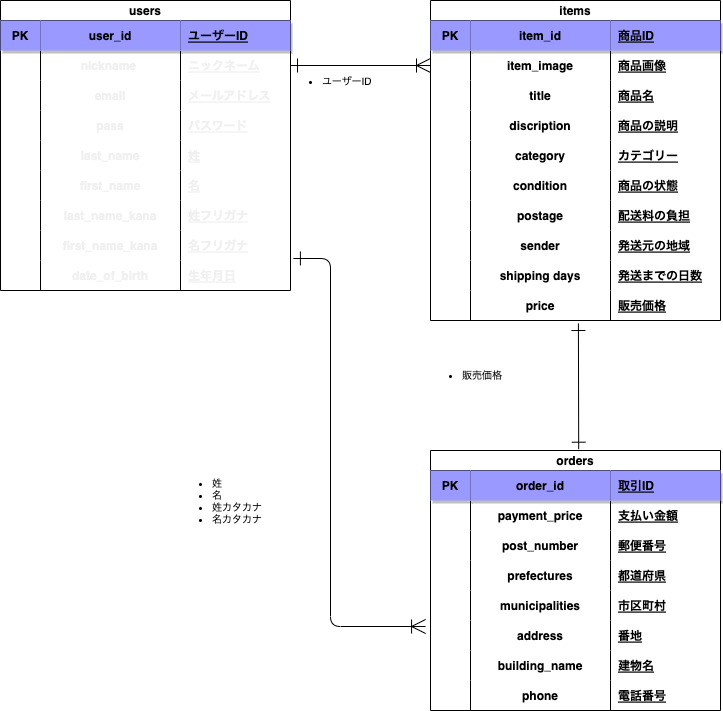 users
PK user_id ユーザーID
nickname ニックネーム
email メールアドレス
pass パスワード
last_name 姓
first_name 名
last_name_kana 姓フリガナ
first_name_kana 名フリガナ
date_of_birth 生年月日
• ユーザーID
items
PK item_id 商品ID
item_image 商品画像
title 商品名
discription 商品の説明
category カテゴリー
condition 商品の状態
postage 配送料の負担
sender 発送元の地域
shipping days 発送までの日数
price 販売価格
• 販売価格
• 姓
• 名
• 姓カタカナ
• 名カタカナ
orders
PK order_id 取引ID
payment_price 支払い金額
post_number 郵便番号
prefectures 都道府県
municipalities 市区町村
address 番地
building_name 建物名
phone 電話番号